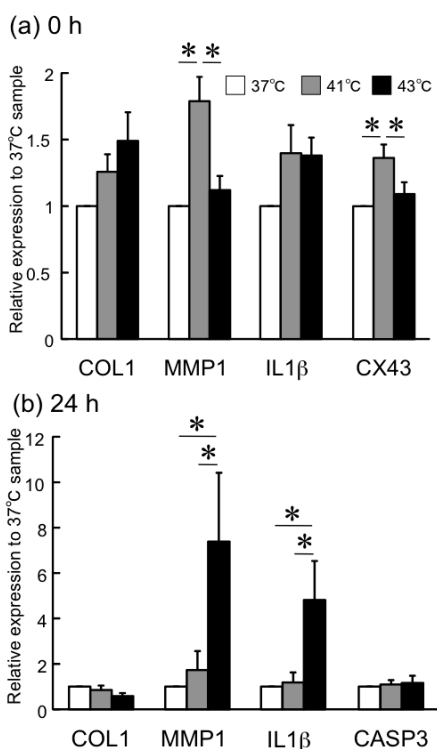 (a) 0 h
Relative expression to 37℃ sample
2
1.5
1
0.5
0
37℃ 41℃ 43℃
* *
* *
COL1 MMP1 IL1β CX43
(b) 24 h
Relative expression to 37℃ sample
12
10
8
6
4
2
0
*
*
*
*
COL1 MMP1 IL1β CASP3